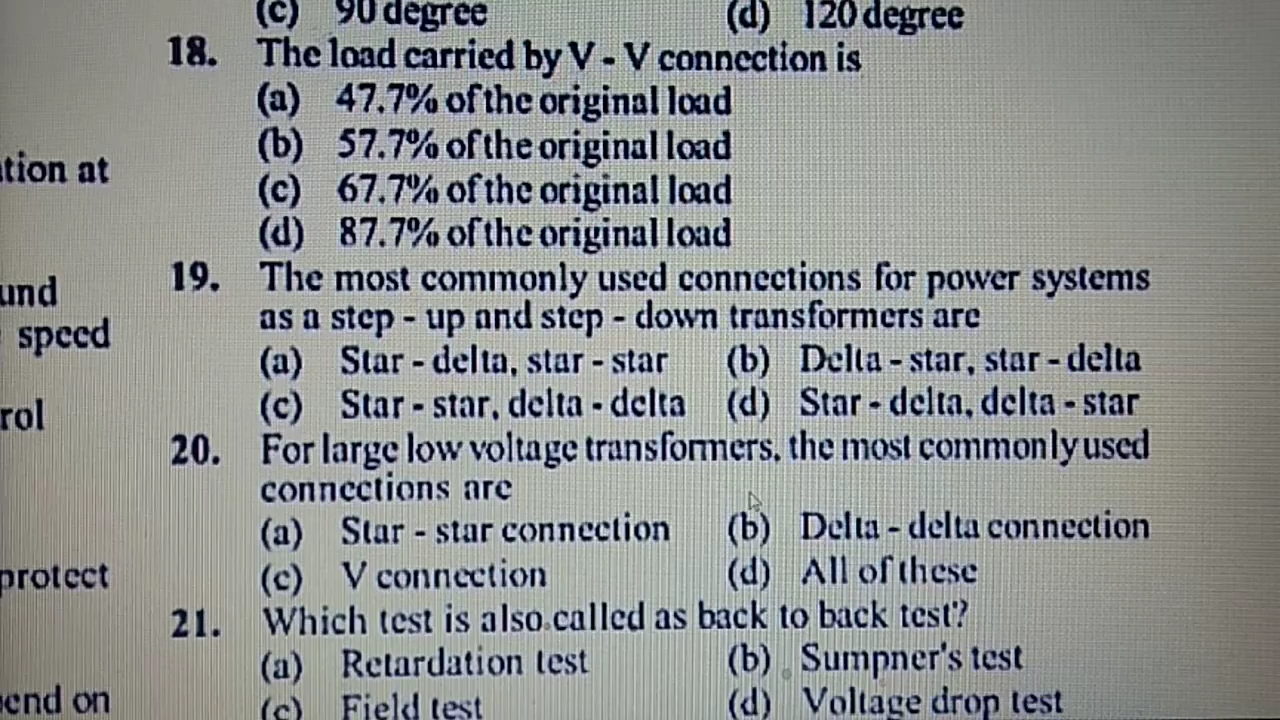 (c) 90 degree (d) 120 degree
18. The load carried by V - V connection is
(a) 47.7% of the original load
(b) 57.7% of the original load
tion at
(c) 67.7% of the original load
(d) 87.7% of the original load
19. The most commonly used connections for power systems
und
as a step - up and step - down transformers are
speed
(a) Star - delta, star - star (b) Delta - star, star - delta
(c) Star - star, delta - delta (d) Star - delta, delta - star
rol
20. For large low voltage transformers, the most commonly used
connections are
(a) Star - star connection (b) Delta - delta connection
(c) V connection (d) All of these
protect
21. Which test is also called as back to back test?
(a) Retardation test (b) Sumpner's test
(c) Field test (d) Voltage drop test
end on